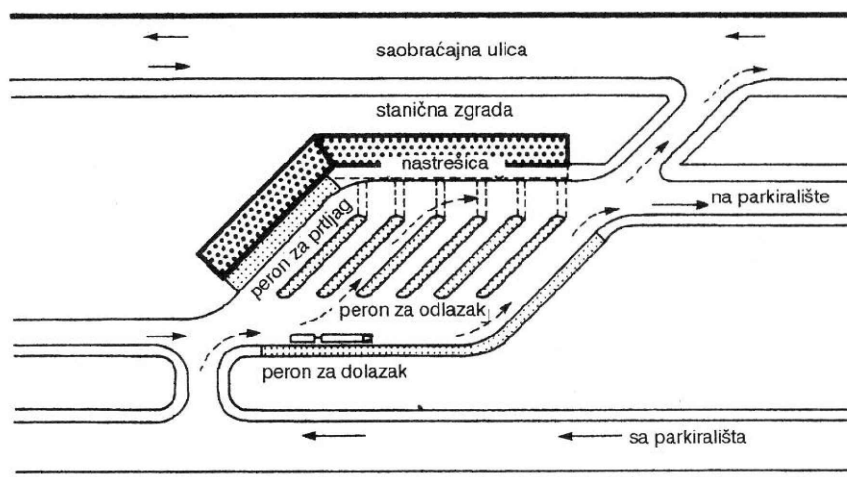 saobraćajna ulica
stanična zgrada
nastrešica
na parkiralište
peron za prtljag
peron za odlazak
peron za dolazak
sa parkirališta